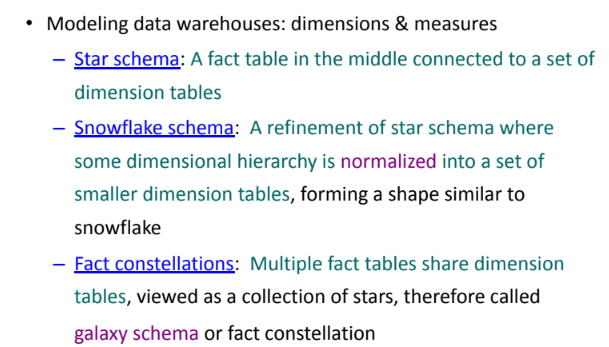 • Modeling data warehouses: dimensions & measures
– Star schema: A fact table in the middle connected to a set of
dimension tables
– Snowflake schema: A refinement of star schema where
some dimensional hierarchy is normalized into a set of
smaller dimension tables, forming a shape similar to
snowflake
– Fact constellations: Multiple fact tables share dimension
tables, viewed as a collection of stars, therefore called
galaxy schema or fact constellation